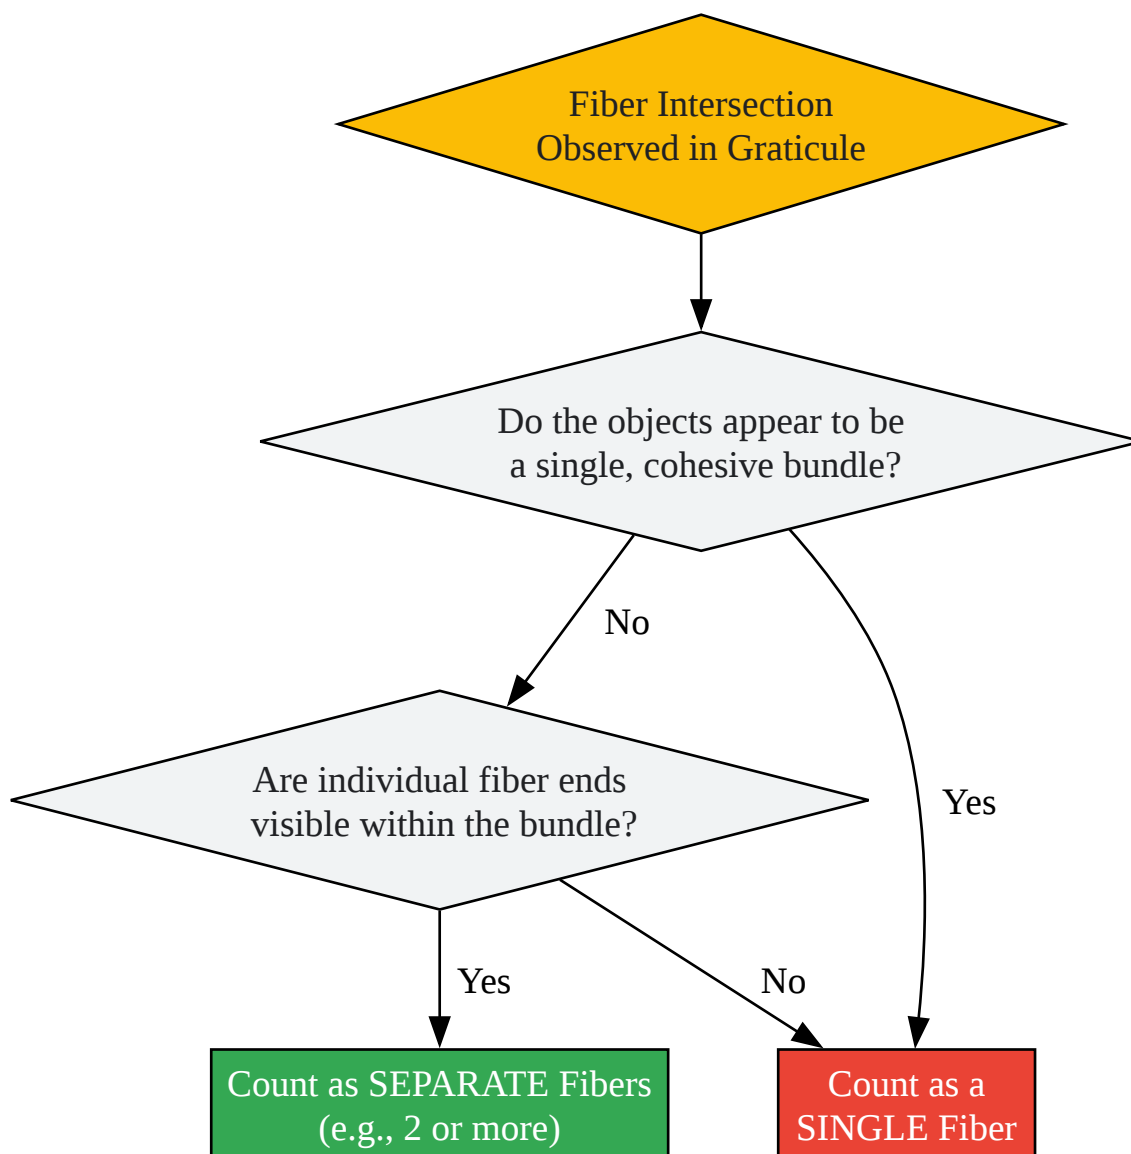 Fiber Intersection
Observed in Graticule
Do the objects appear to be
a single, cohesive bundle?
No
Yes
Are individual fiber ends
visible within the bundle?
Yes
No
Count as SEPARATE Fibers
(e.g., 2 or more)
Count as a
SINGLE Fiber